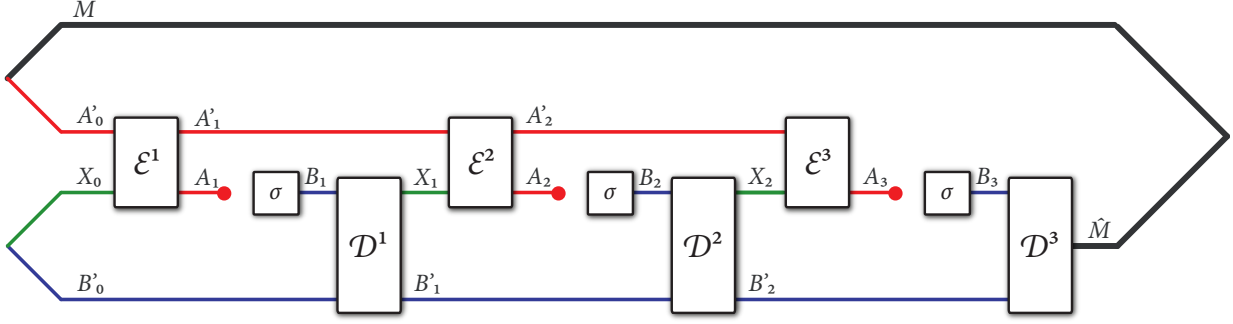 M
A'₀ A'₁ A'₂
ℰ¹ ℰ² ℰ³
X₀ A₁ σ B₁ X₁ A₂ σ B₂ X₂ A₃ σ B₃
𝒟¹ 𝒟² 𝒟³ M̂
B'₀ B'₁ B'₂